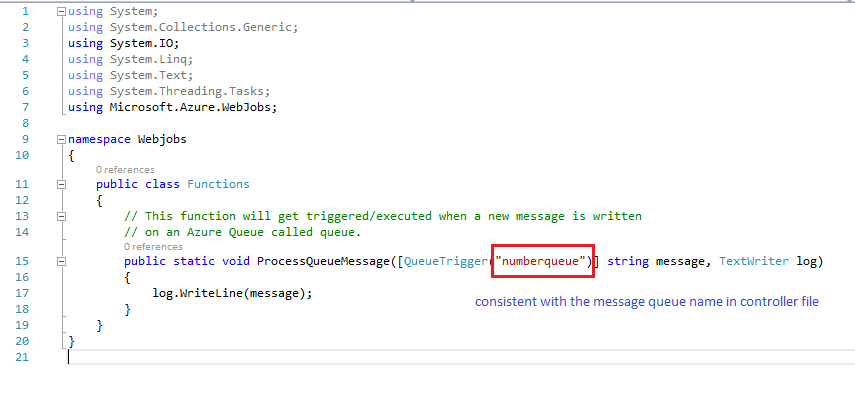 1 using System;
2 using System.Collections.Generic;
3 using System.IO;
4 using System.Linq;
5 using System.Text;
6 using System.Threading.Tasks;
7 using Microsoft.Azure.WebJobs;
8
9 namespace Webjobs
10 {
0 references
11 public class Functions
12 {
13 // This function will get triggered/executed when a new message is written
14 // on an Azure Queue called queue.
0 references
15 public static void ProcessQueueMessage([QueueTrigger("numberqueue")] string message, TextWriter log)
16 {
17 log.WriteLine(message);
consistent with the message queue name in controller file
18 }
19 }
20 }
21